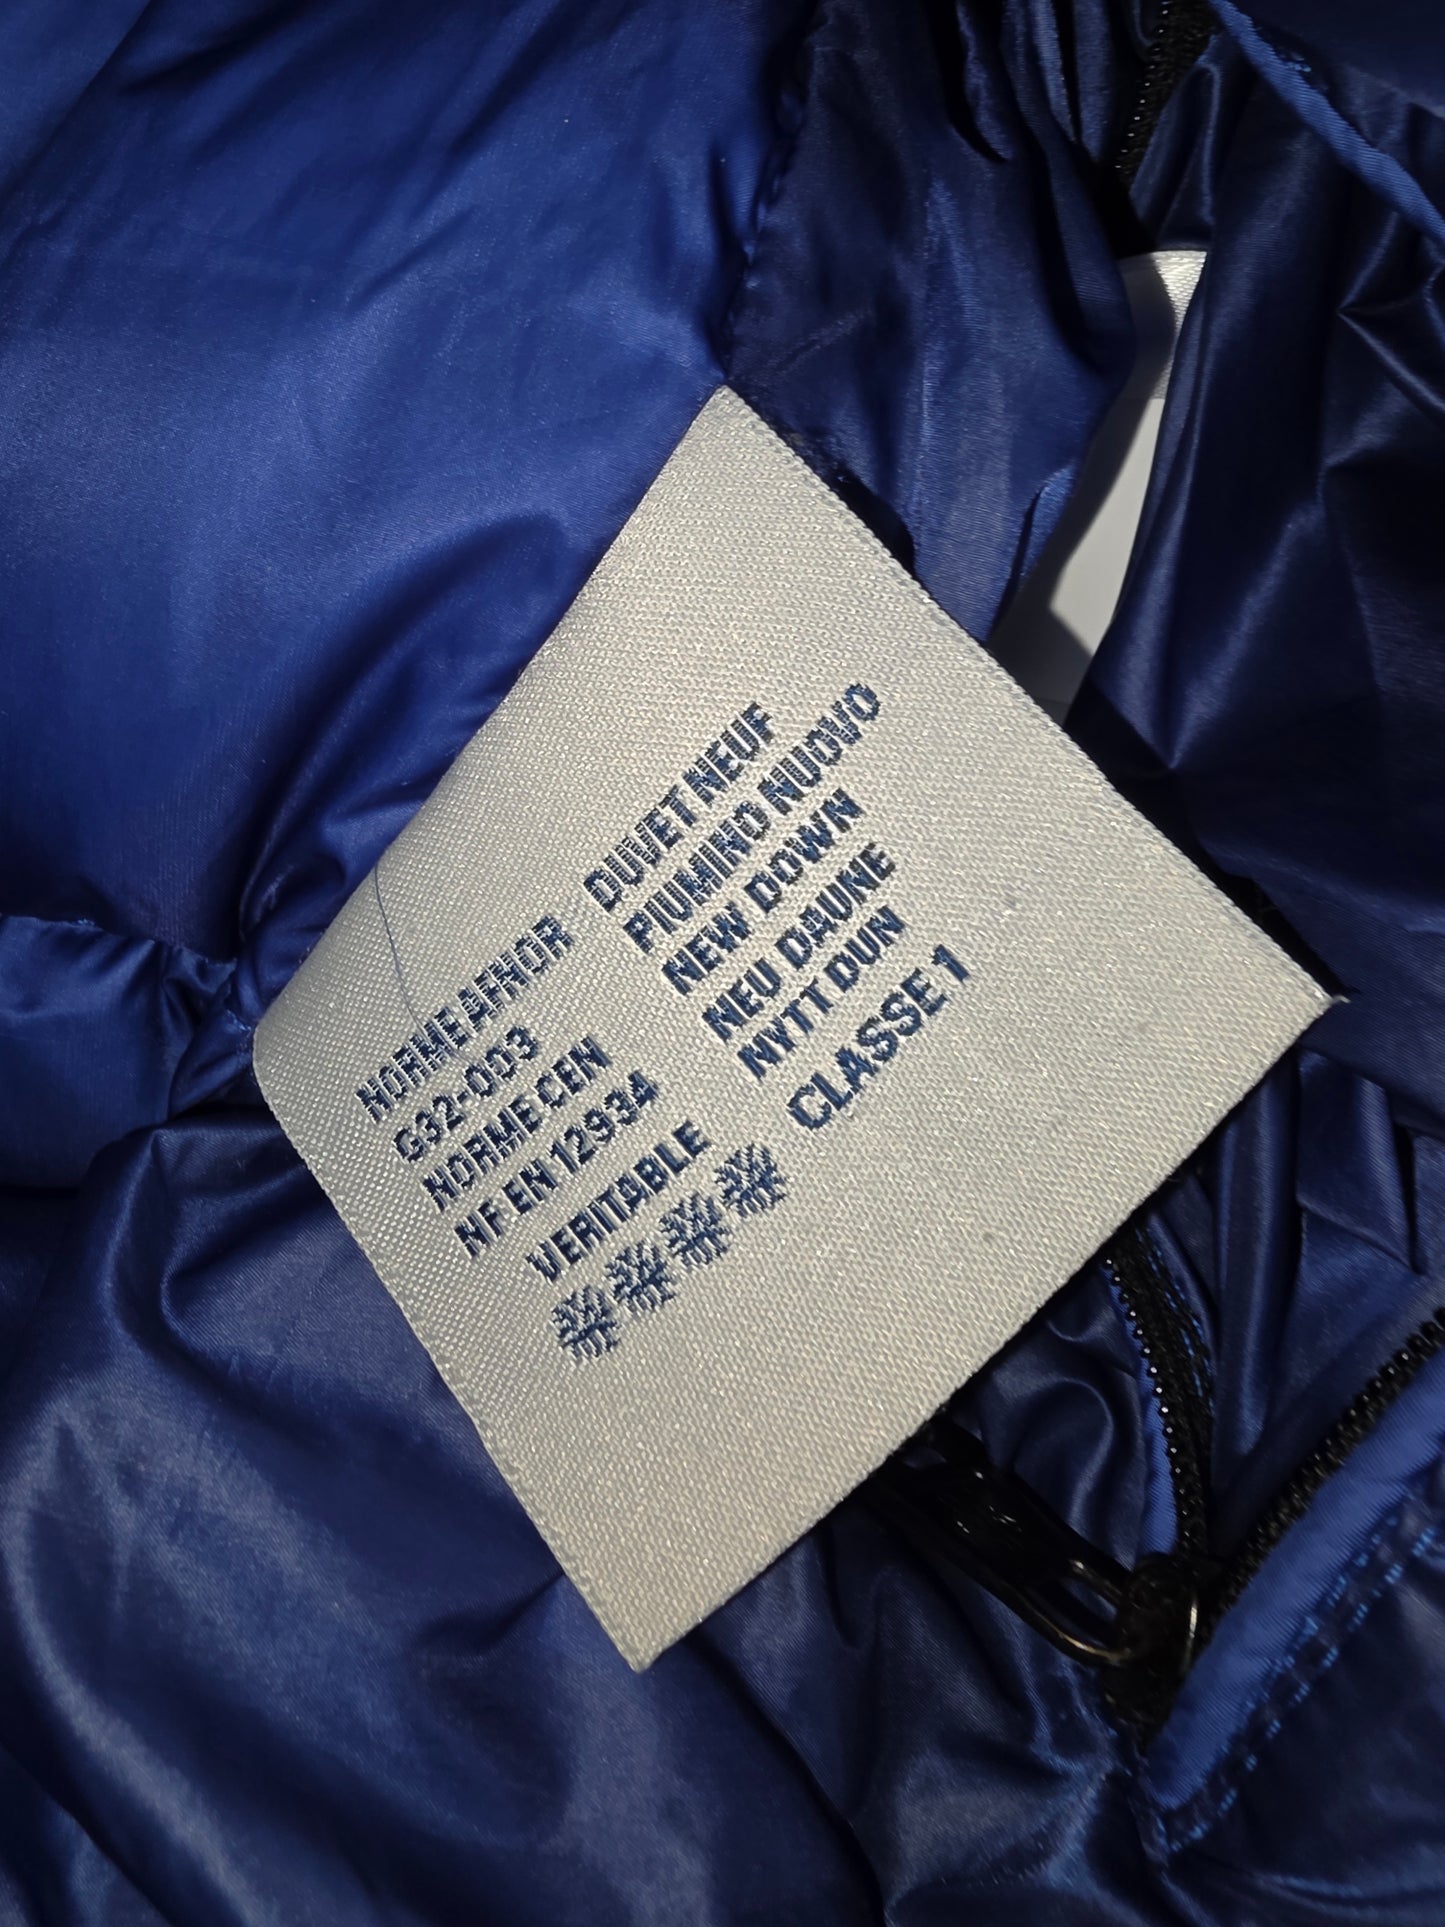 NORME AFNOR DUVET NEUF
G32-003 PIUMINO NUOVO
NORME CEN NEW DOWN
NF EN 12934 NEU DAUNE
NYTT DUN
VERITABLE CLASSE 1